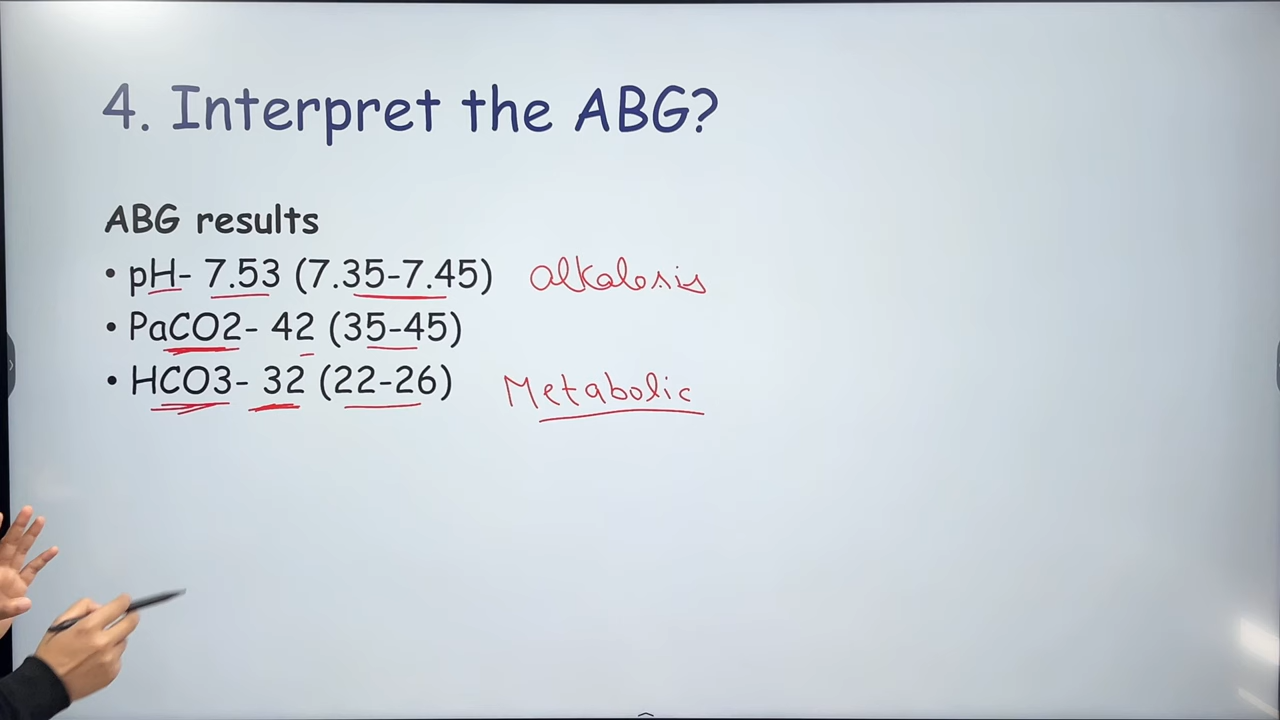 4. Interpret the ABG?
ABG results
• pH- 7.53 (7.35-7.45) alkalosis
• PaCO2- 42 (35-45)
• HCO3- 32 (22-26) Metabolic